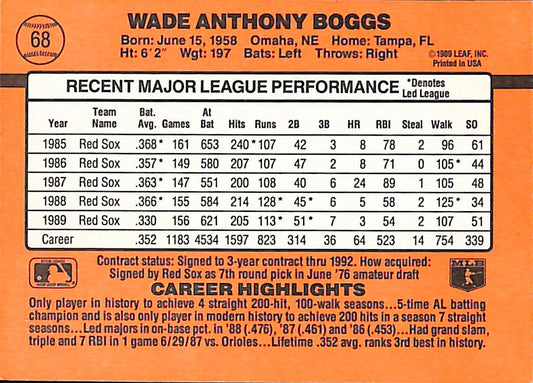 68
WADE ANTHONY BOGGS
Born: June 15, 1958 Omaha, NE Home: Tampa, FL
Ht: 6'2" Wgt: 197 Bats: Left Throws: Right
©1989 LEAF, INC.
Printed in USA
RECENT MAJOR LEAGUE PERFORMANCE *Denotes Led League
Year Team Name Bat. Avg. Games At Bat Hits Runs 2B 3B HR RBI Steal Walk SO
1985 Red Sox .368* 161 653 240* 107 42 3 8 78 2 96 61
1986 Red Sox .357* 149 580 207 107 47 2 8 71 0 105* 44
1987 Red Sox .363* 147 551 200 108 40 6 24 89 1 105 48
1988 Red Sox .366* 155 584 214 128* 45* 6 5 58 2 125* 34
1989 Red Sox .330 156 621 205 113* 51* 7 3 54 2 107 51
Career .352 1183 4534 1597 823 314 36 64 523 14 754 339
Contract status: Signed to 3-year contract thru 1992. How acquired:
Signed by Red Sox as 7th round pick in June '76 amateur draft
MLB
CAREER HIGHLIGHTS
Only player in history to achieve 4 straight 200-hit, 100-walk seasons...5-time AL batting
champion and is also only player in modern history to achieve 200 hits in a season 7 straight
seasons...Led majors in on-base pct. in '88 (.476), '87 (.461) and '86 (.453)...Had grand slam,
triple and 7 RBI in 1 game 6/29/87 vs. Orioles...Lifetime .352 avg. ranks 3rd best in history.